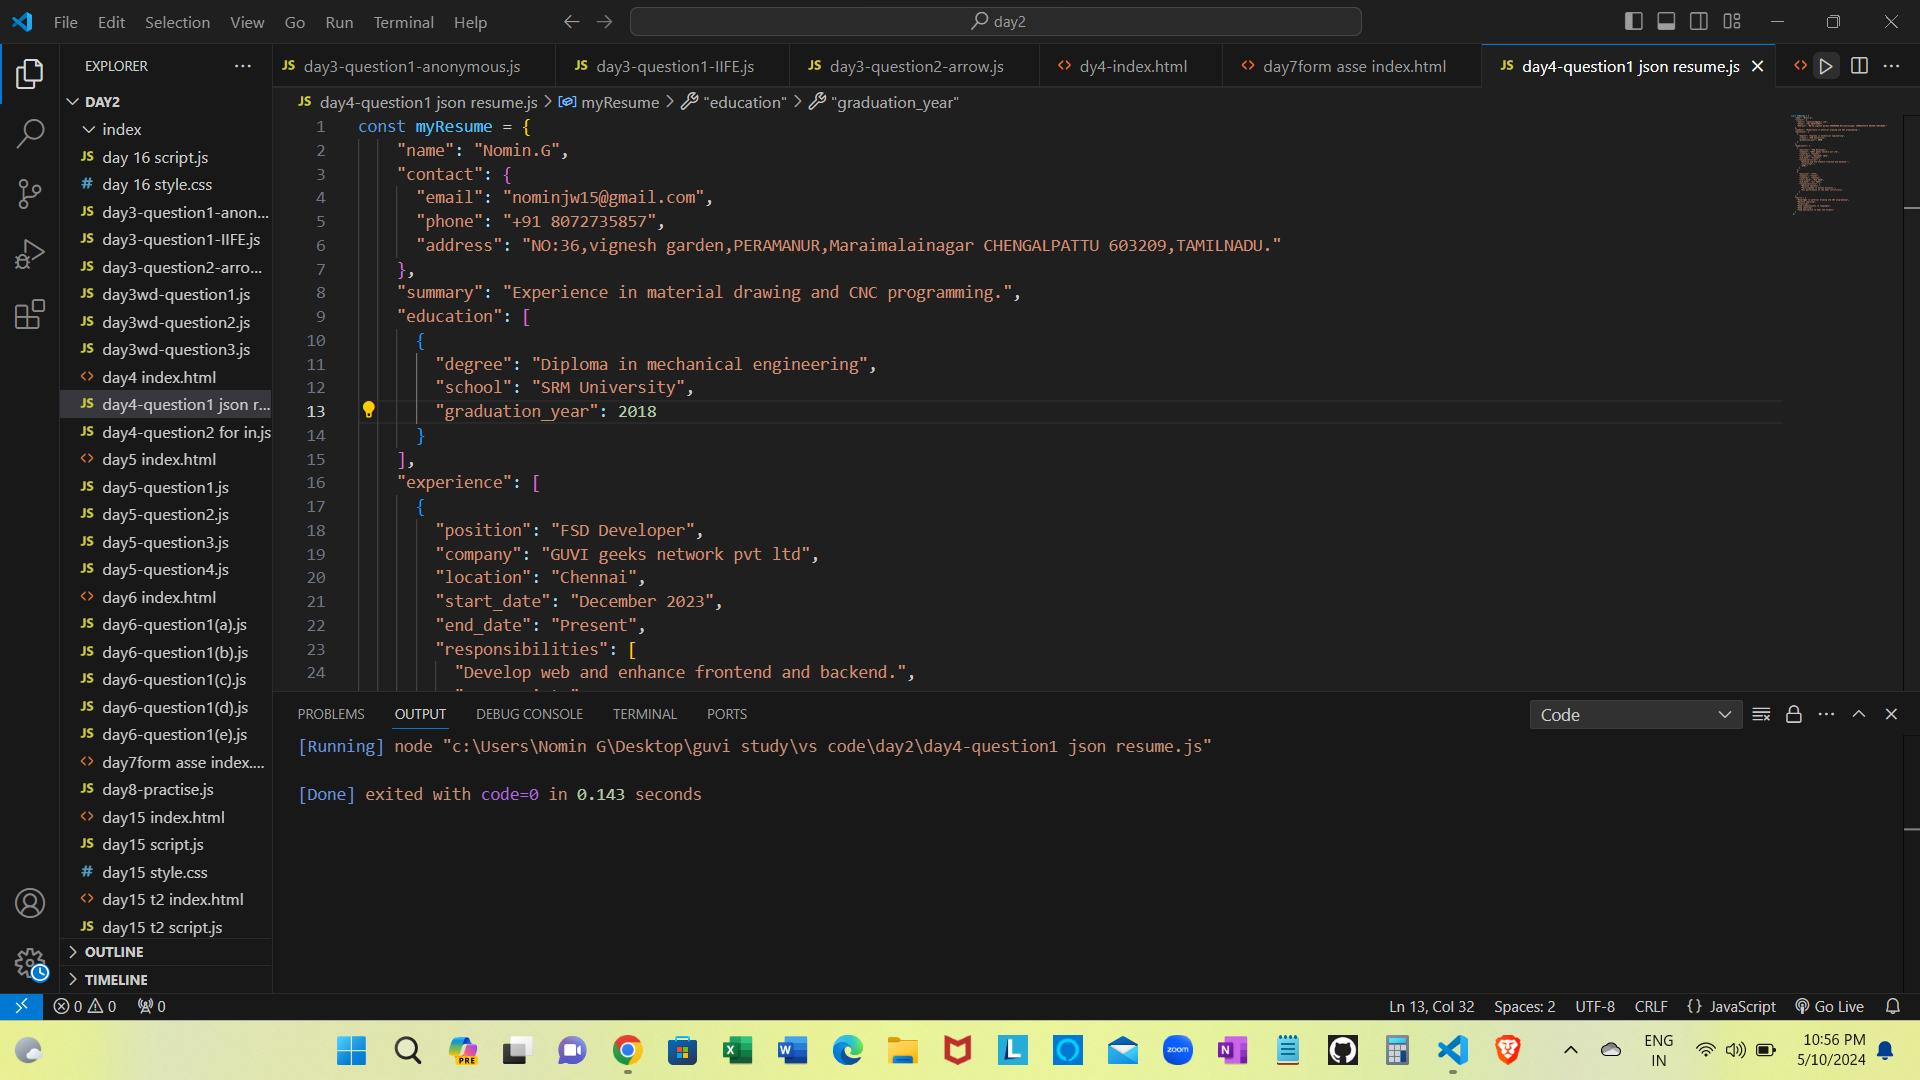 File Edit Selection View Go Run Terminal Help
day2
EXPLORER
JS day3-question1-anonymous.js JS day3-question1-IIFE.js JS day3-question2-arrow.js <> dy4-index.html <> day7form asse index.html JS day4-question1 json resume.js
JS day4-question1 json resume.js > myResume > "education" > "graduation_year"
DAY2
index
JS day 16 script.js
# day 16 style.css
JS day3-question1-anon...
JS day3-question1-IIFE.js
JS day3-question2-arro...
JS day3wd-question1.js
JS day3wd-question2.js
JS day3wd-question3.js
<> day4 index.html
JS day4-question1 json r...
JS day4-question2 for in.js
<> day5 index.html
JS day5-question1.js
JS day5-question2.js
JS day5-question3.js
JS day5-question4.js
<> day6 index.html
JS day6-question1(a).js
JS day6-question1(b).js
JS day6-question1(c).js
JS day6-question1(d).js
JS day6-question1(e).js
<> day7form asse index....
JS day8-practise.js
<> day15 index.html
JS day15 script.js
# day15 style.css
<> day15 t2 index.html
JS day15 t2 script.js
OUTLINE
TIMELINE
1 const myResume = {
2 "name": "Nomin.G",
3 "contact": {
4 "email": "nominjw15@gmail.com",
5 "phone": "+91 8072735857",
6 "address": "NO:36,vignesh garden,PERAMANUR,Maraimalainagar CHENGALPATTU 603209,TAMILNADU."
7 },
8 "summary": "Experience in material drawing and CNC programming.",
9 "education": [
10 {
11 "degree": "Diploma in mechanical engineering",
12 "school": "SRM University",
13 "graduation_year": 2018
14 }
15 ],
16 "experience": [
17 {
18 "position": "FSD Developer",
19 "company": "GUVI geeks network pvt ltd",
20 "location": "Chennai",
21 "start_date": "December 2023",
22 "end_date": "Present",
23 "responsibilities": [
24 "Develop web and enhance frontend and backend.",
PROBLEMS OUTPUT DEBUG CONSOLE TERMINAL PORTS
Code
[Running] node "c:\Users\Nomin G\Desktop\guvi study\vs code\day2\day4-question1 json resume.js"
[Done] exited with code=0 in 0.143 seconds
0 0 0
Ln 13, Col 32 Spaces: 2 UTF-8 CRLF {} JavaScript Go Live
PRE
zoom
ENG
IN
10:56 PM
5/10/2024